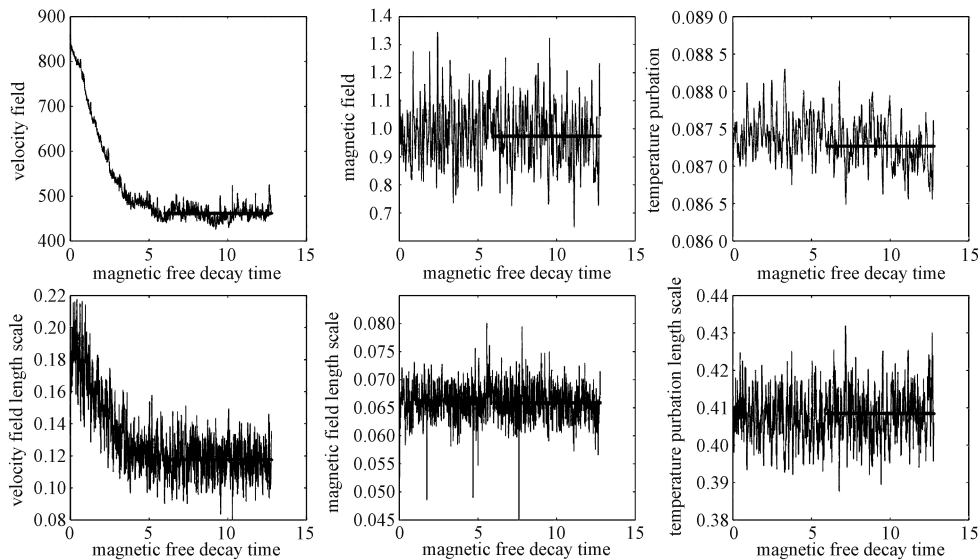 900
800
700
600
500
400
velocity field
0 5 10 15
magnetic free decay time
1.4
1.3
1.2
1.1
1.0
0.9
0.8
0.7
magnetic field
0 5 10 15
magnetic free decay time
0.089 0
0.088 5
0.088 0
0.087 5
0.087 0
0.086 5
0.086 0
temperature purbation
0 5 10 15
magnetic free decay time
0.22
0.20
0.18
0.16
0.14
0.12
0.10
0.08
velocity field length scale
0 5 10 15
magnetic free decay time
0.080
0.075
0.070
0.065
0.060
0.055
0.050
0.045
magnetic field length scale
0 5 10 15
magnetic free decay time
0.44
0.43
0.42
0.41
0.40
0.39
0.38
temperature purbation length scale
0 5 10 15
magnetic free decay time